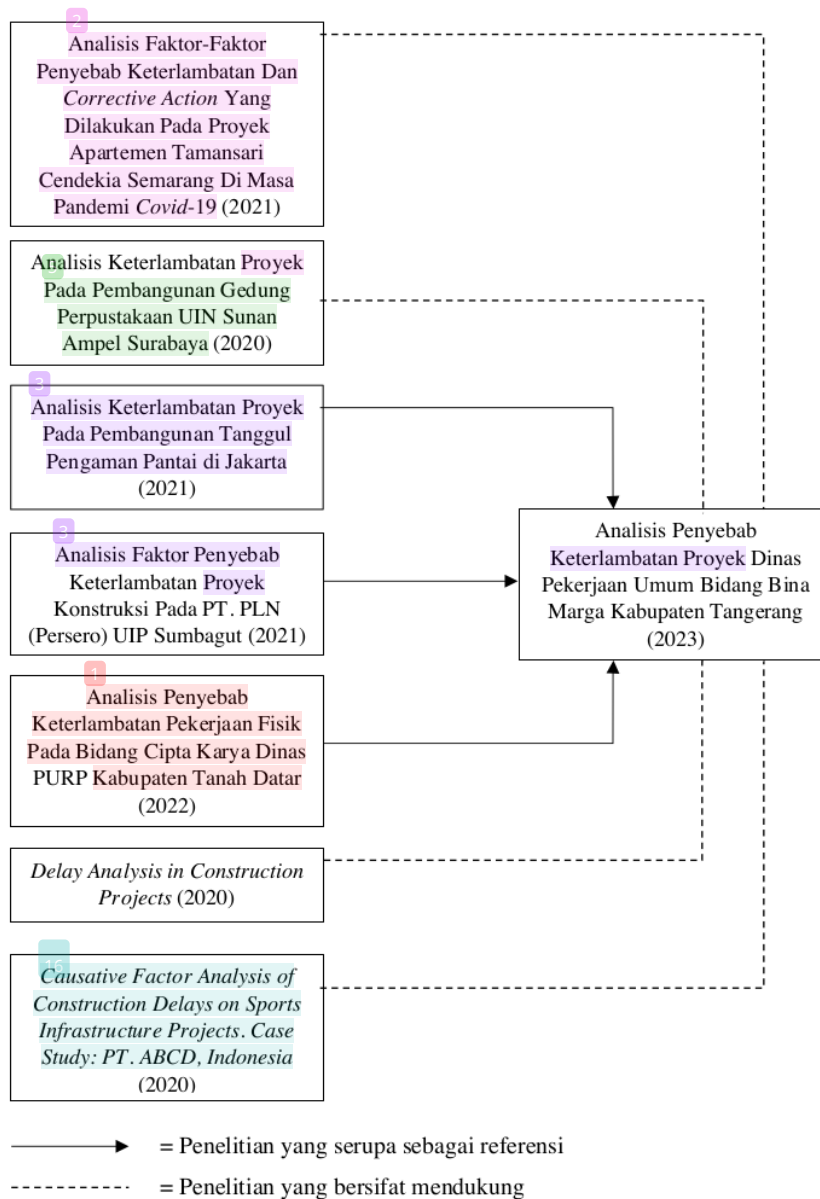 2
Analisis Faktor-Faktor
Penyebab Keterlambatan Dan
Corrective Action Yang
Dilakukan Pada Proyek
Apartemen Tamansari
Cendekia Semarang Di Masa
Pandemi Covid-19 (2021)
Analisis Keterlambatan Proyek
Pada Pembangunan Gedung
Perpustakaan UIN Sunan
Ampel Surabaya (2020)
3
Analisis Keterlambatan Proyek
Pada Pembangunan Tanggul
Pengaman Pantai di Jakarta
(2021)
3
Analisis Faktor Penyebab
Keterlambatan Proyek
Konstruksi Pada PT. PLN
(Persero) UIP Sumbagut (2021)
1
Analisis Penyebab
Keterlambatan Pekerjaan Fisik
Pada Bidang Cipta Karya Dinas
PURP Kabupaten Tanah Datar
(2022)
Delay Analysis in Construction
Projects (2020)
16
Causative Factor Analysis of
Construction Delays on Sports
Infrastructure Projects. Case
Study: PT. ABCD, Indonesia
(2020)
Analisis Penyebab
Keterlambatan Proyek Dinas
Pekerjaan Umum Bidang Bina
Marga Kabupaten Tangerang
(2023)
= Penelitian yang serupa sebagai referensi
= Penelitian yang bersifat mendukung